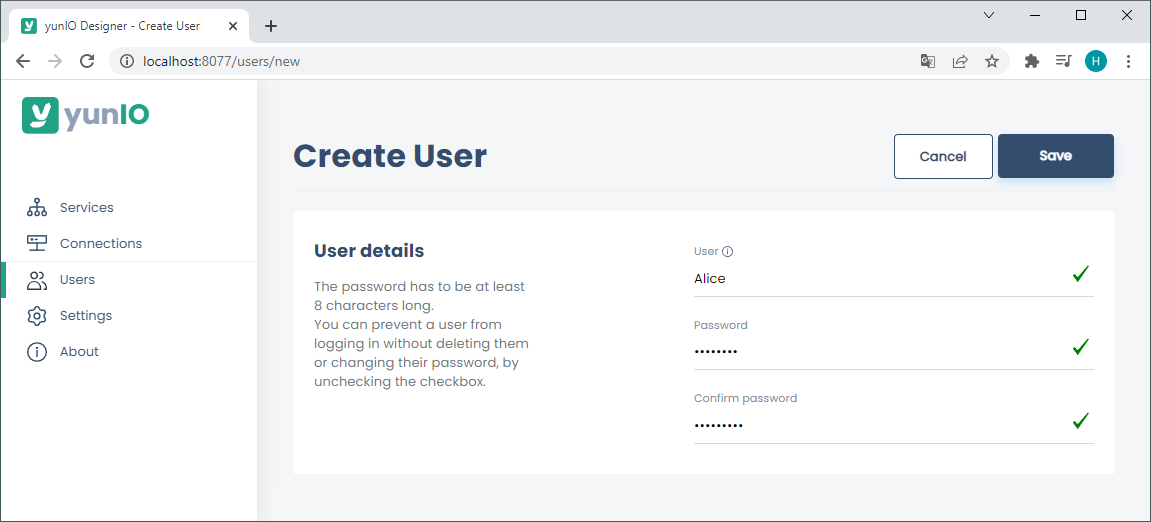 yunIO Designer - Create User
localhost:8077/users/new
H
yunIO
Services
Connections
Users
Settings
About
Create User
Cancel
Save
User details
The password has to be at least
8 characters long.
You can prevent a user from
logging in without deleting them
or changing their password, by
unchecking the checkbox.
User
Alice
Password
••••••••
Confirm password
•••••••••